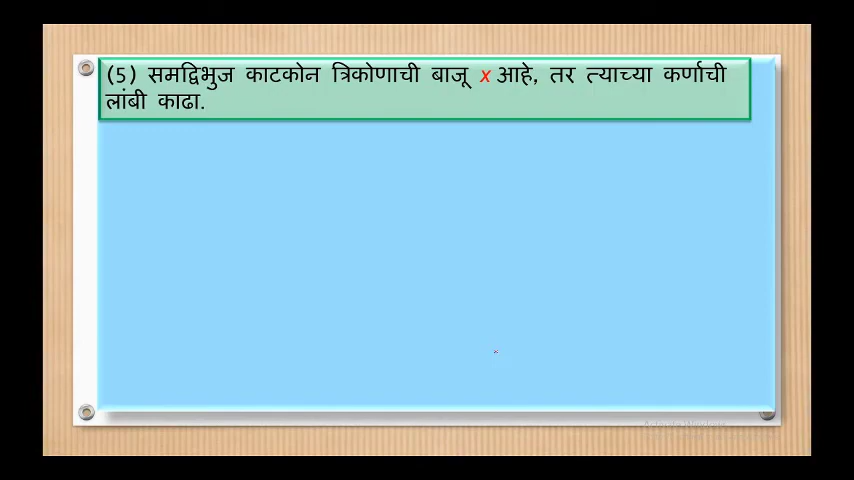 (5) समद्विभुज काटकोन त्रिकोणाची बाजू x आहे, तर त्याच्या कर्णाची
लांबी काढा.